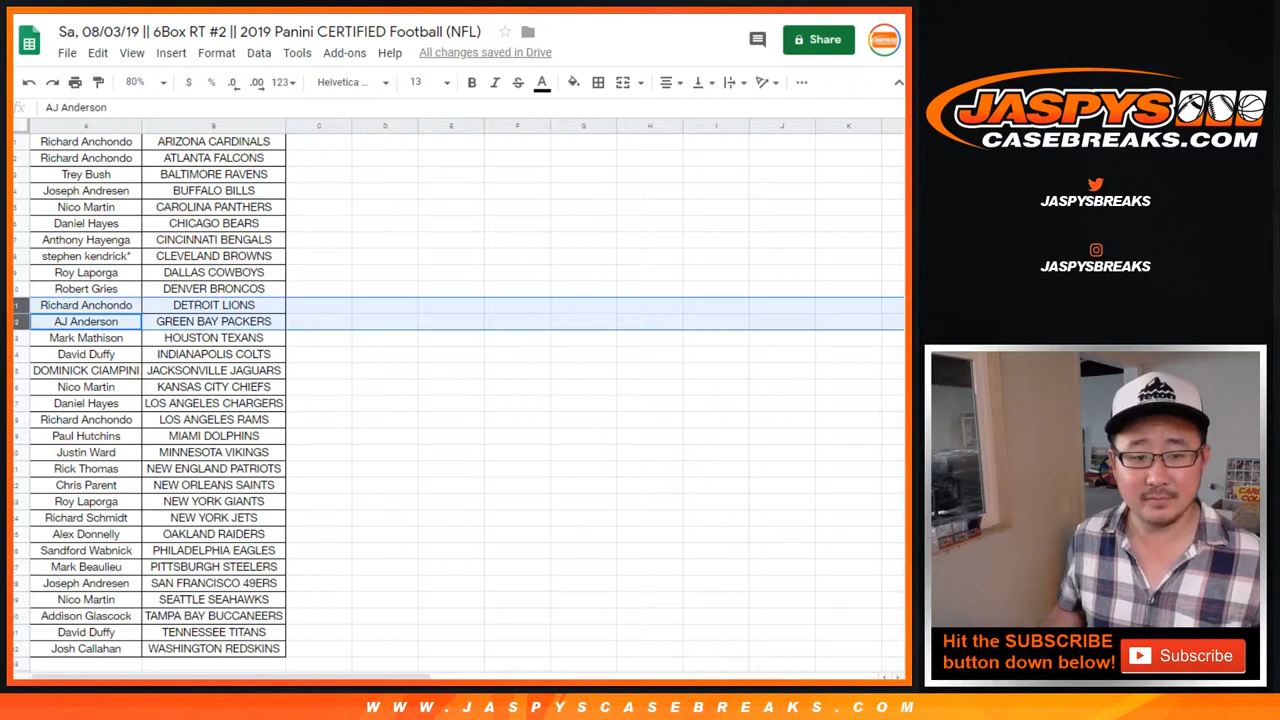 Sa, 08/03/19 || 6Box RT #2 || 2019 Panini CERTIFIED Football (NFL)
File Edit View Insert Format Data Tools Add-ons Help All changes saved in Drive
Share
80% $ % .0 .00 123 Helvetica ... 13 B I S A
fx AJ Anderson
A B C D E F G H I J K
Richard Anchondo ARIZONA CARDINALS
Richard Anchondo ATLANTA FALCONS
Trey Bush BALTIMORE RAVENS
Joseph Andresen BUFFALO BILLS
Nico Martin CAROLINA PANTHERS
Daniel Hayes CHICAGO BEARS
Anthony Hayenga CINCINNATI BENGALS
stephen kendrick* CLEVELAND BROWNS
Roy Laporga DALLAS COWBOYS
Robert Gries DENVER BRONCOS
Richard Anchondo DETROIT LIONS
AJ Anderson GREEN BAY PACKERS
Mark Mathison HOUSTON TEXANS
David Duffy INDIANAPOLIS COLTS
DOMINICK CIAMPINI JACKSONVILLE JAGUARS
Nico Martin KANSAS CITY CHIEFS
Daniel Hayes LOS ANGELES CHARGERS
Richard Anchondo LOS ANGELES RAMS
Paul Hutchins MIAMI DOLPHINS
Justin Ward MINNESOTA VIKINGS
Rick Thomas NEW ENGLAND PATRIOTS
Chris Parent NEW ORLEANS SAINTS
Roy Laporga NEW YORK GIANTS
Richard Schmidt NEW YORK JETS
Alex Donnelly OAKLAND RAIDERS
Sandford Wabnick PHILADELPHIA EAGLES
Mark Beaulieu PITTSBURGH STEELERS
Joseph Andresen SAN FRANCISCO 49ERS
Nico Martin SEATTLE SEAHAWKS
Addison Glascock TAMPA BAY BUCCANEERS
David Duffy TENNESSEE TITANS
Josh Callahan WASHINGTON REDSKINS
JASPYS
CASEBREAKS.COM
JASPYSBREAKS
JASPYSBREAKS
Teton
Hit the SUBSCRIBE
button down below!
Subscribe
WWW.JASPYSCASEBREAKS.COM